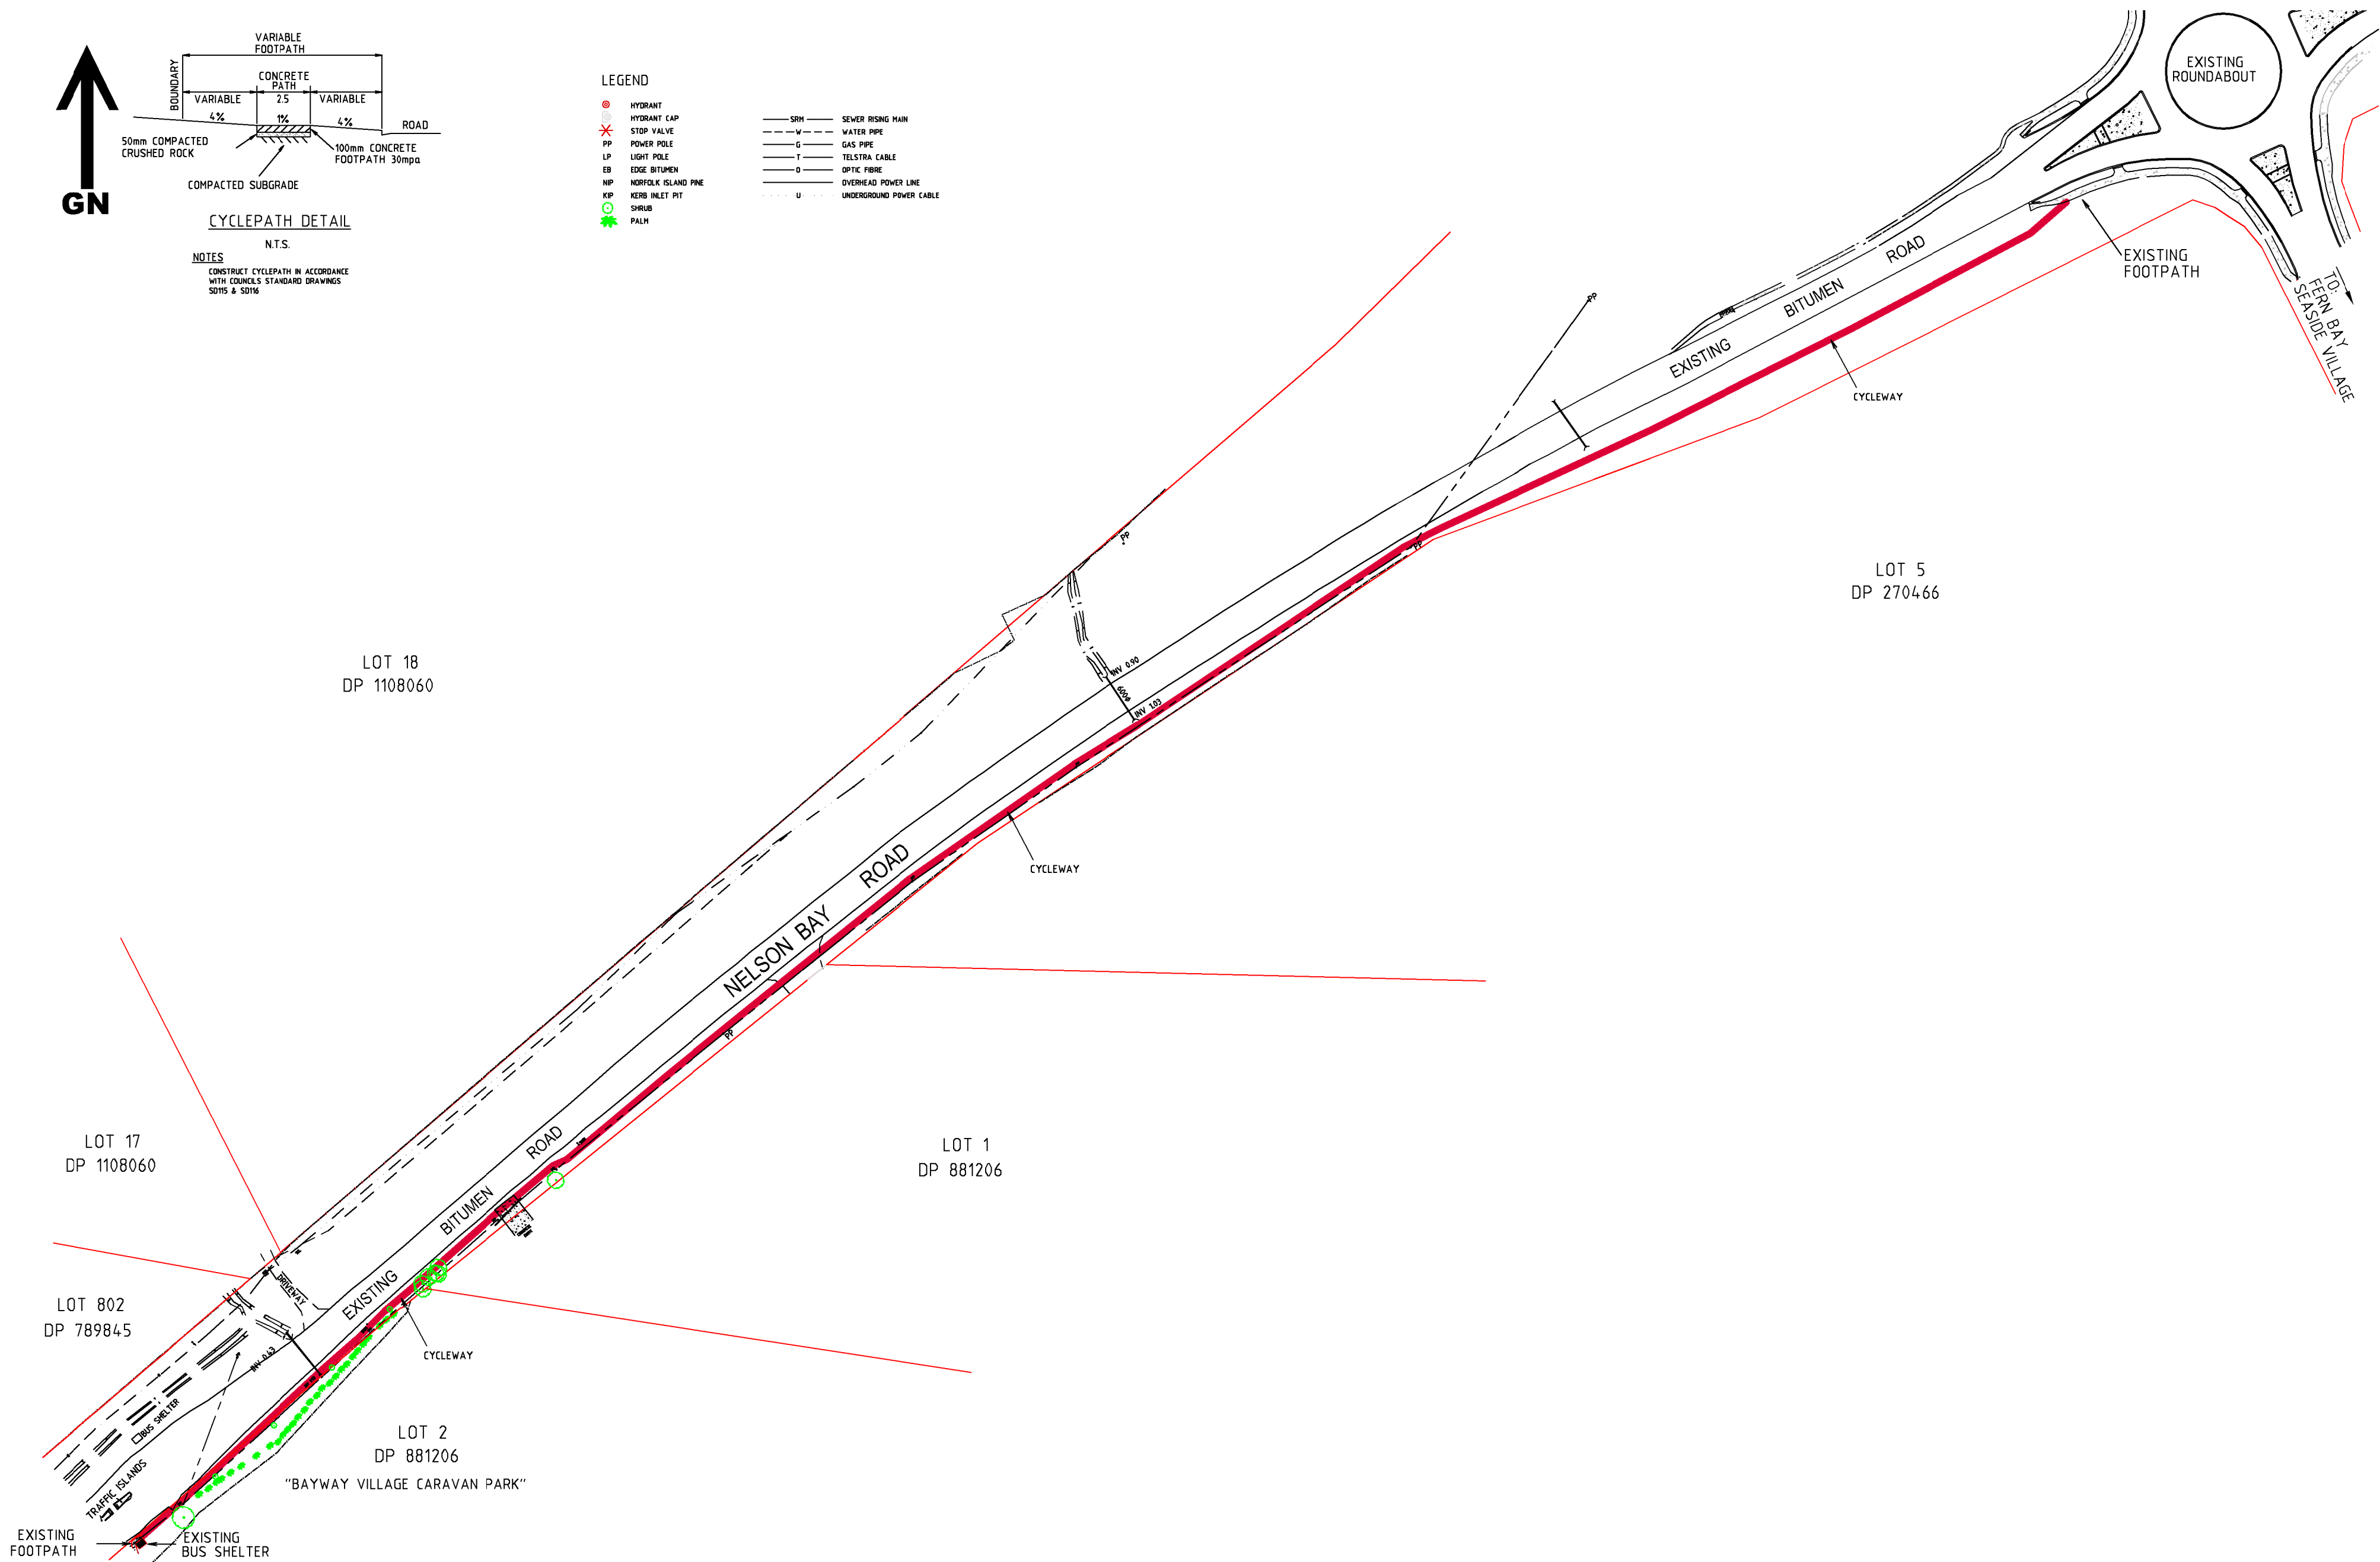 VARIABLE
FOOTPATH
BOUNDARY
CONCRETE
PATH
VARIABLE
2.5
VARIABLE
4%
1%
4%
ROAD
50mm COMPACTED
CRUSHED ROCK
100mm CONCRETE
FOOTPATH 30mpa
COMPACTED SUBGRADE
GN
CYCLEPATH DETAIL
N.T.S.
NOTES
CONSTRUCT CYCLEPATH IN ACCORDANCE
WITH COUNCILS STANDARD DRAWINGS
SD115 & SD116
LEGEND
HYDRANT
HYDRANT CAP
STOP VALVE
PP POWER POLE
LP LIGHT POLE
EB EDGE BITUMEN
NIP NORFOLK ISLAND PINE
KIP KERB INLET PIT
SHRUB
PALM
SRM SEWER RISING MAIN
W WATER PIPE
G GAS PIPE
T TELSTRA CABLE
O OPTIC FIBRE
OVERHEAD POWER LINE
U UNDERGROUND POWER CABLE
EXISTING
ROUNDABOUT
EXISTING
FOOTPATH
TO:
FERN BAY
SEASIDE VILLAGE
EXISTING BITUMEN ROAD
CYCLEWAY
PP
PP
PP
LOT 5
DP 270466
LOT 18
DP 1108060
INV 0.90
600ø
INV 1.03
NELSON BAY ROAD
CYCLEWAY
PP
LOT 17
DP 1108060
LOT 1
DP 881206
EXISTING BITUMEN ROAD
DRIVEWAY
LOT 802
DP 789845
INV 0.43
CYCLEWAY
BUS SHELTER
TRAFFIC ISLANDS
LOT 2
DP 881206
"BAYWAY VILLAGE CARAVAN PARK"
EXISTING
FOOTPATH
EXISTING
BUS SHELTER